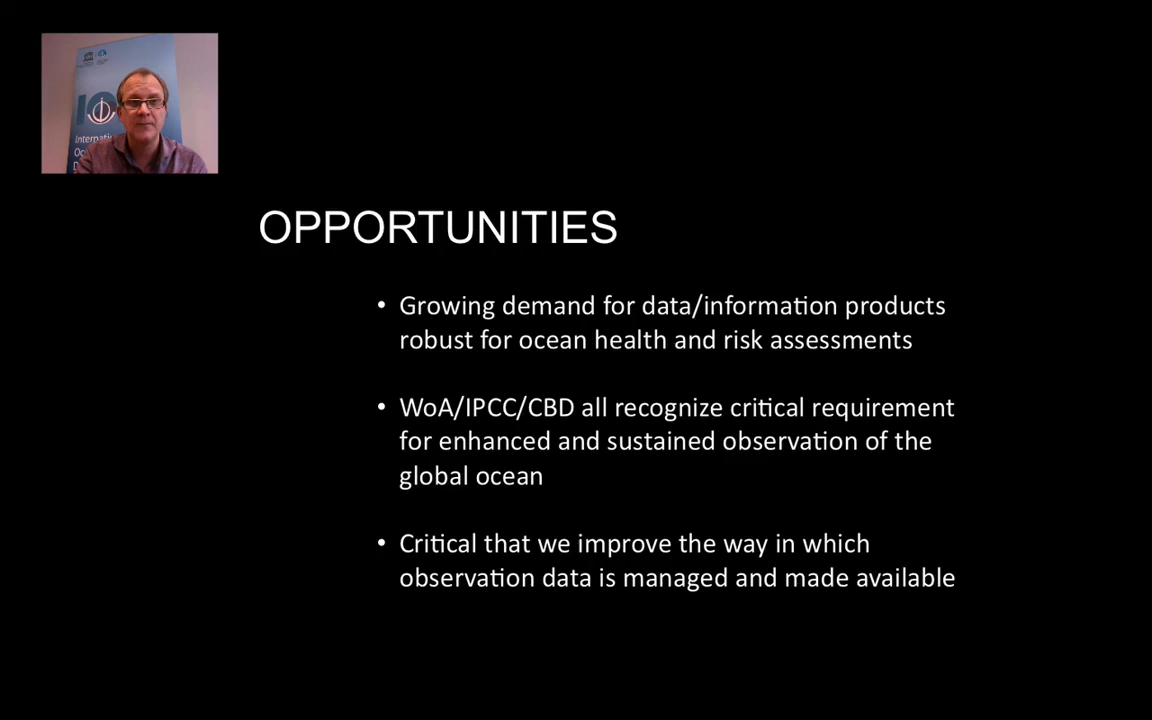 Internati
OPPORTUNITIES
• Growing demand for data/information products
robust for ocean health and risk assessments
• WoA/IPCC/CBD all recognize critical requirement
for enhanced and sustained observation of the
global ocean
• Critical that we improve the way in which
observation data is managed and made available